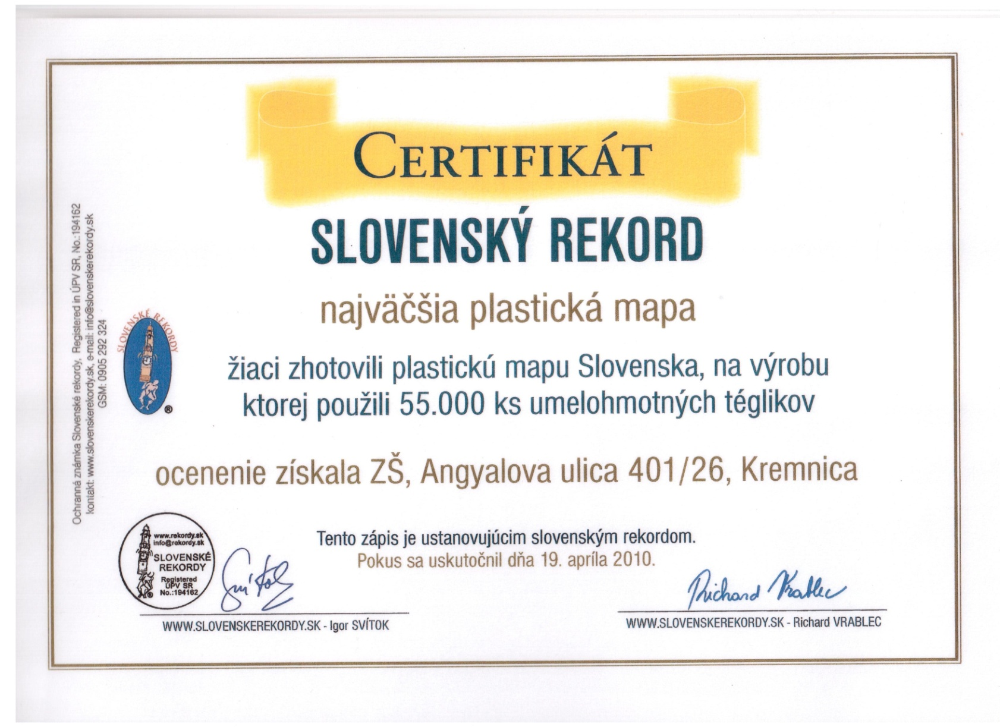 CERTIFIKÁT
SLOVENSKÝ REKORD
najväčšia plastická mapa
žiaci zhotovili plastickú mapu Slovenska, na výrobu
ktorej použili 55.000 ks umelohmotných téglikov
ocenenie získala ZŠ, Angyalova ulica 401/26, Kremnica
Tento zápis je ustanovujúcim slovenským rekordom.
Pokus sa uskutočnil dňa 19. apríla 2010.
Ochranná známka Slovenské rekordy, Registered in ÚPV SR, No.:194162
kontakt: www.slovenskerekordy.sk, e-mail: info@slovenskerekordy.sk
GSM: 0905 292 324
SLOVENSKÉ REKORDY
®
www.rekordy.sk
info@rekordy.sk
SLOVENSKÉ
REKORDY
Registered
ÚPV SR
®No.:194162
Svítok
WWW.SLOVENSKEREKORDY.SK - Igor SVÍTOK
Richard Vrablec
WWW.SLOVENSKEREKORDY.SK - Richard VRABLEC